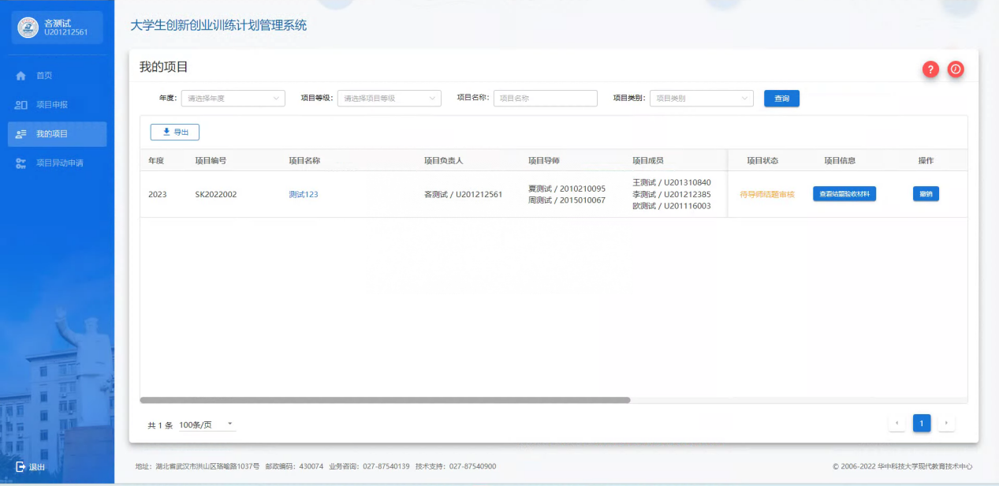 吝测试
U201212561
大学生创新创业训练计划管理系统
首页
项目申报
我的项目
项目异动申请
退出
我的项目
?
年度: 请选择年度 项目等级: 请选择项目等级 项目名称: 项目名称 项目类别: 项目类别 查询
导出
年度 项目编号 项目名称 项目负责人 项目导师 项目成员 项目状态 项目信息 操作
2023 SK2022002 测试123 吝测试 / U201212561 夏测试 / 2010210095 王测试 / U201310840 待导师结题审核 查看结题验收材料 撤销
周测试 / 2015010067 李测试 / U201212385
欧测试 / U201116003
共 1 条 100条/页 1
地址: 湖北省武汉市洪山区珞喻路1037号 邮政编码: 430074 业务咨询: 027-87540139 技术支持: 027-87540900 © 2006-2022 华中科技大学现代教育技术中心